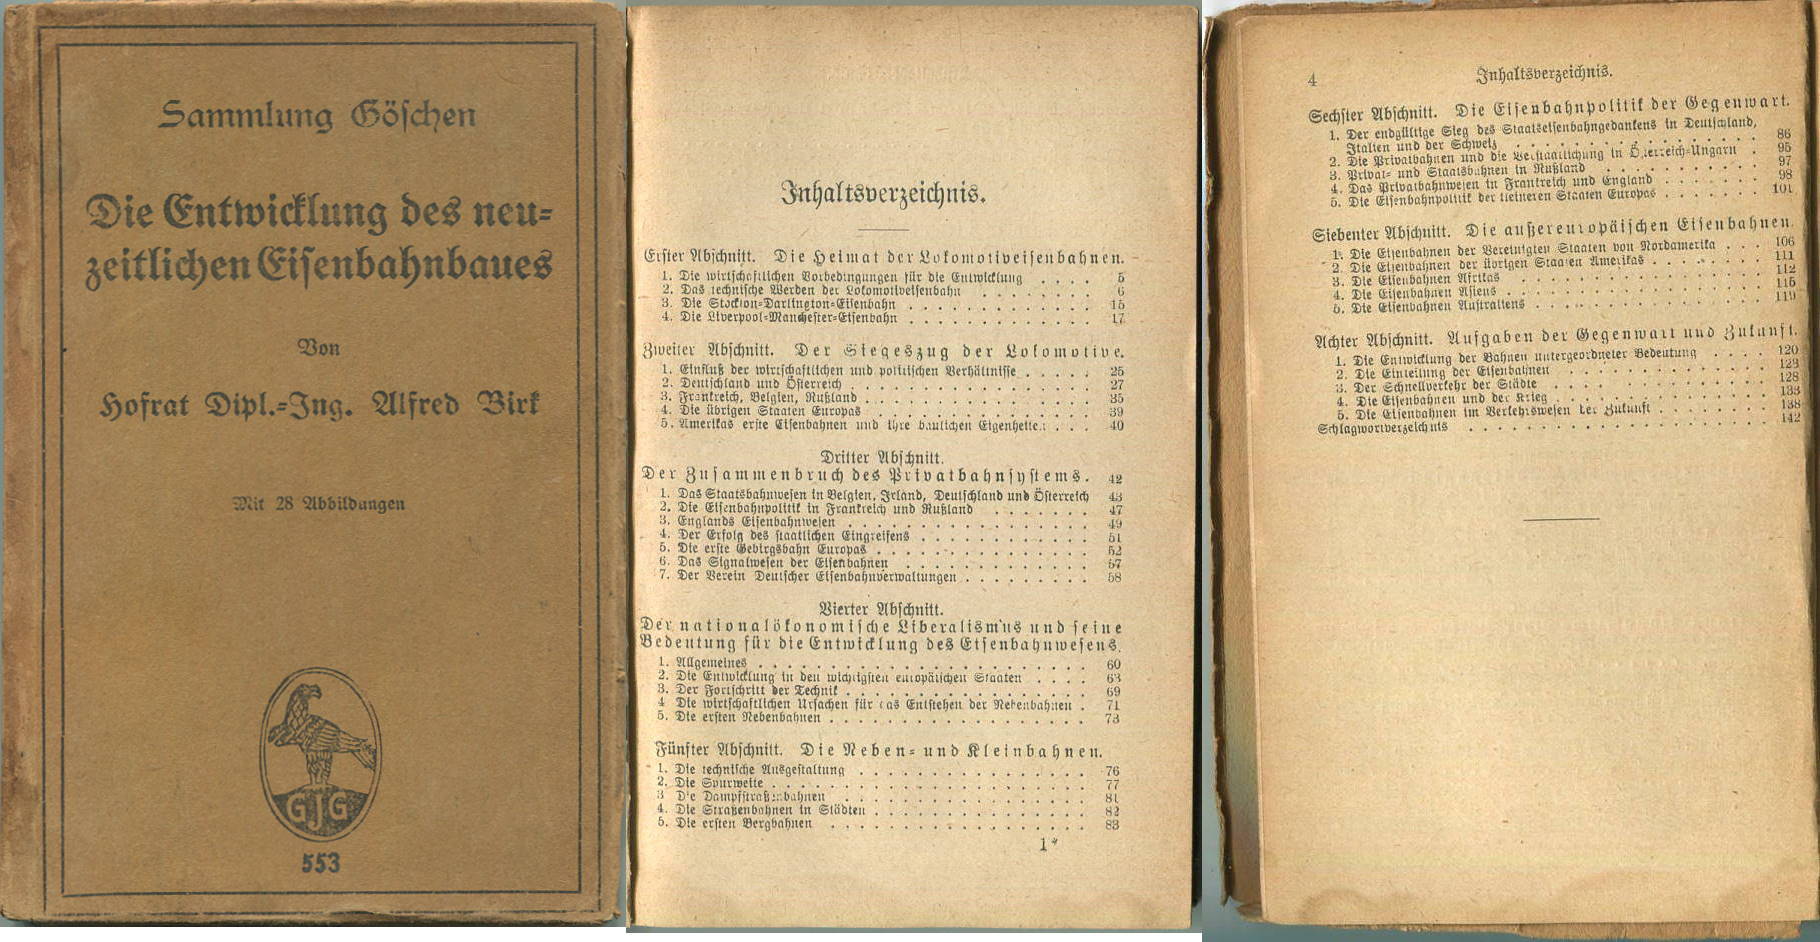 Sammlung Göschen
Die Entwicklung des neu-
zeitlichen Eisenbahnbaues
Von
Hofrat Dipl.-Ing. Alfred Birk
Mit 28 Abbildungen
GJG
553
Inhaltsverzeichnis.
Erster Abschnitt. Die Heimat der Lokomotiveisenbahnen.
1. Die wirtschaftlichen Vorbedingungen für die Entwicklung . . . . 5
2. Das technische Werden der Lokomotiveisenbahn . . . . . . . 6
3. Die Stockton-Darlington-Eisenbahn . . . . . . . . . . . . 15
4. Die Liverpool-Manchester-Eisenbahn . . . . . . . . . . . . 17
Zweiter Abschnitt. Der Siegeszug der Lokomotive.
1. Einfluß der wirtschaftlichen und politischen Verhältnisse . . . . . 25
2. Deutschland und Österreich . . . . . . . . . . . . . . . . 27
3. Frankreich, Belgien, Rußland . . . . . . . . . . . . . . . 35
4. Die übrigen Staaten Europas . . . . . . . . . . . . . . . 39
5. Amerikas erste Eisenbahnen und ihre baulichen Eigenheiten . . . 40
Dritter Abschnitt.
Der Zusammenbruch des Privatbahnsystems. 42
1. Das Staatsbahnwesen in Belgien, Irland, Deutschland und Österreich 43
2. Die Eisenbahnpolitik in Frankreich und Rußland . . . . . . . 47
3. Englands Eisenbahnwesen . . . . . . . . . . . . . . . . 49
4. Der Erfolg des staatlichen Eingreifens . . . . . . . . . . . 51
5. Die erste Gebirgsbahn Europas . . . . . . . . . . . . . . 52
6. Das Signalwesen der Eisenbahnen . . . . . . . . . . . . . 57
7. Der Verein Deutscher Eisenbahnverwaltungen . . . . . . . . 58
Vierter Abschnitt.
Der nationalökonomische Liberalismus und seine
Bedeutung für die Entwicklung des Eisenbahnwesens.
1. Allgemeines . . . . . . . . . . . . . . . . . . . . . 60
2. Die Entwicklung in den wichtigsten europäischen Staaten . . . . 63
3. Der Fortschritt der Technik . . . . . . . . . . . . . . . . 69
4 Die wirtschaftlichen Ursachen für das Entstehen der Nebenbahnen . 71
5. Die ersten Nebenbahnen . . . . . . . . . . . . . . . . . 73
Fünfter Abschnitt. Die Neben- und Kleinbahnen.
1. Die technische Ausgestaltung . . . . . . . . . . . . . . . 76
2. Die Spurweite . . . . . . . . . . . . . . . . . . . . 77
3 Die Dampfstraßenbahnen . . . . . . . . . . . . . . . . 81
4. Die Straßenbahnen in Städten . . . . . . . . . . . . . . 82
5. Die ersten Bergbahnen . . . . . . . . . . . . . . . . . 83
1*
4 Inhaltsverzeichnis.
Sechster Abschnitt. Die Eisenbahnpolitik der Gegenwart.
1. Der endgültige Sieg des Staatseisenbahngedankens in Deutschland,
Italien und der Schweiz . . . . . . . . . . . . . . . . 86
2. Die Privatbahnen und die Verstaatlichung in Österreich-Ungarn . 95
3. Privat- und Staatsbahnen in Rußland . . . . . . . . . . . 97
4. Das Privatbahnwesen in Frankreich und England . . . . . . . 98
5. Die Eisenbahnpolitik der kleineren Staaten Europas . . . . . . 101
Siebenter Abschnitt. Die außereuropäischen Eisenbahnen.
1. Die Eisenbahnen der Vereinigten Staaten von Nordamerika . . . 106
2. Die Eisenbahnen der übrigen Staaten Amerikas . . . . . . . . 111
3. Die Eisenbahnen Afrikas . . . . . . . . . . . . . . . . 112
4. Die Eisenbahnen Asiens . . . . . . . . . . . . . . . . . 115
5. Die Eisenbahnen Australiens . . . . . . . . . . . . . . . 119
Achter Abschnitt. Aufgaben der Gegenwart und Zukunft.
1. Die Entwicklung der Bahnen untergeordneter Bedeutung . . . . 120
2. Die Einteilung der Eisenbahnen . . . . . . . . . . . . . . 123
3. Der Schnellverkehr der Städte . . . . . . . . . . . . . . 128
4. Die Eisenbahnen und der Krieg . . . . . . . . . . . . . . 133
5. Die Eisenbahnen im Verkehrswesen der Zukunft . . . . . . . 138
Schlagwortverzeichnis . . . . . . . . . . . . . . . . . . . 142